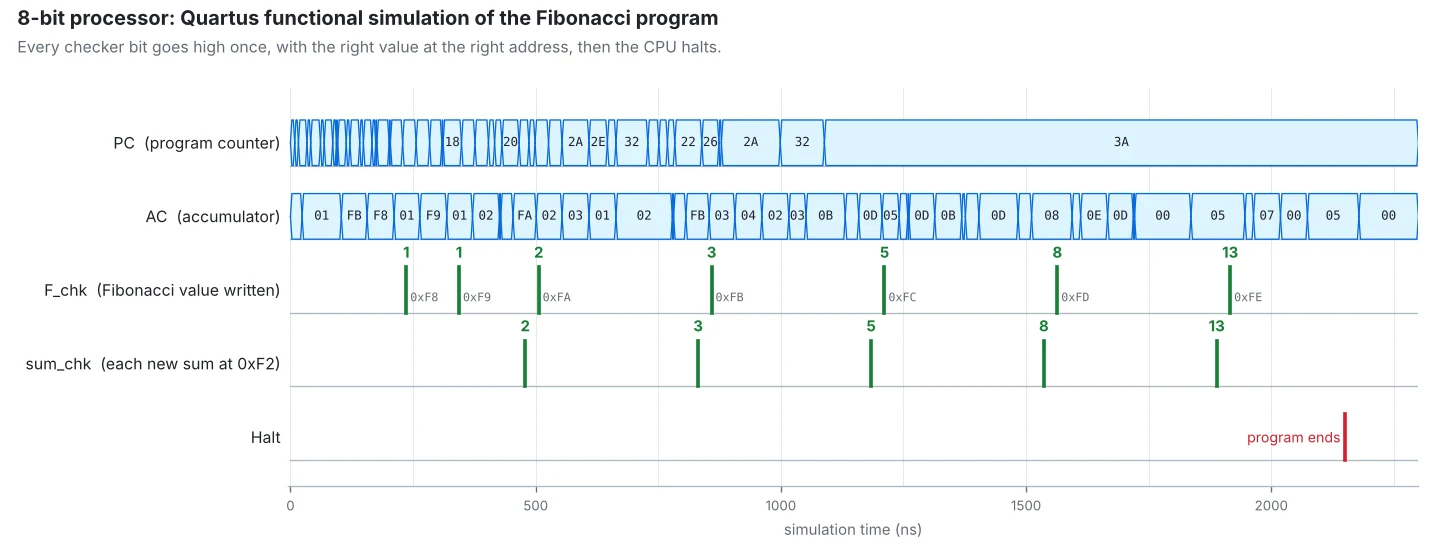 8-bit processor: Quartus functional simulation of the Fibonacci program
Every checker bit goes high once, with the right value at the right address, then the CPU halts.
PC (program counter) 18 20 2A 2E 32 22 26 2A 32 3A
AC (accumulator) 01 FB F8 01 F9 01 02 FA 02 03 01 02 FB 03 04 02 03 0B 0D 05 0D 0B 0D 08 0E 0D 00 05 07 00 05 00
1 1 2 3 5 8 13
F_chk (Fibonacci value written) 0xF8 0xF9 0xFA 0xFB 0xFC 0xFD 0xFE
2 3 5 8 13
sum_chk (each new sum at 0xF2)
Halt program ends
0 500 1000 1500 2000
simulation time (ns)